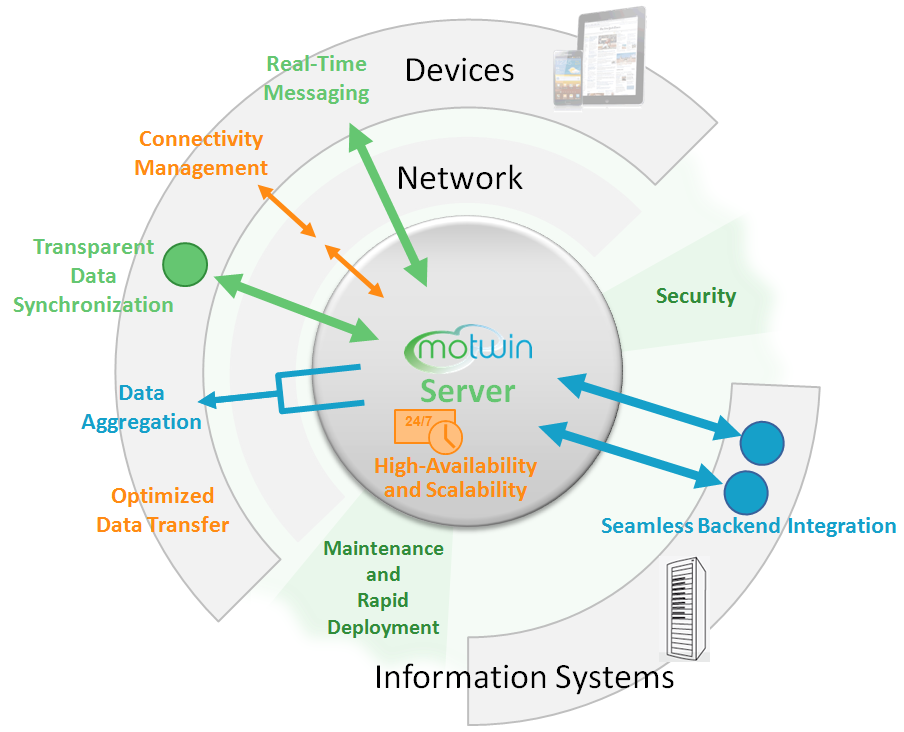 Devices
Real-Time
Messaging
Connectivity
Management
Network
Transparent
Data
Synchronization
Security
motwin
Server
Data
Aggregation
24/7
High-Availability
and Scalability
Optimized
Data Transfer
Seamless Backend Integration
Maintenance
and
Rapid
Deployment
Information Systems